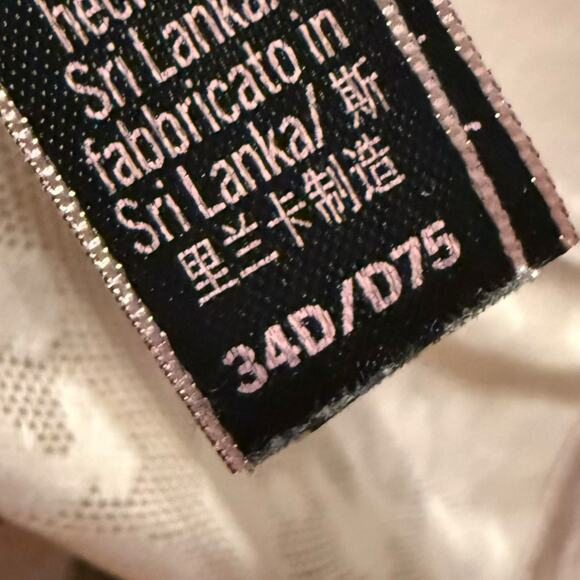 Sri Lanka/
fabbricato in
Sri Lanka/ 斯
里兰卡制造
34D/D75